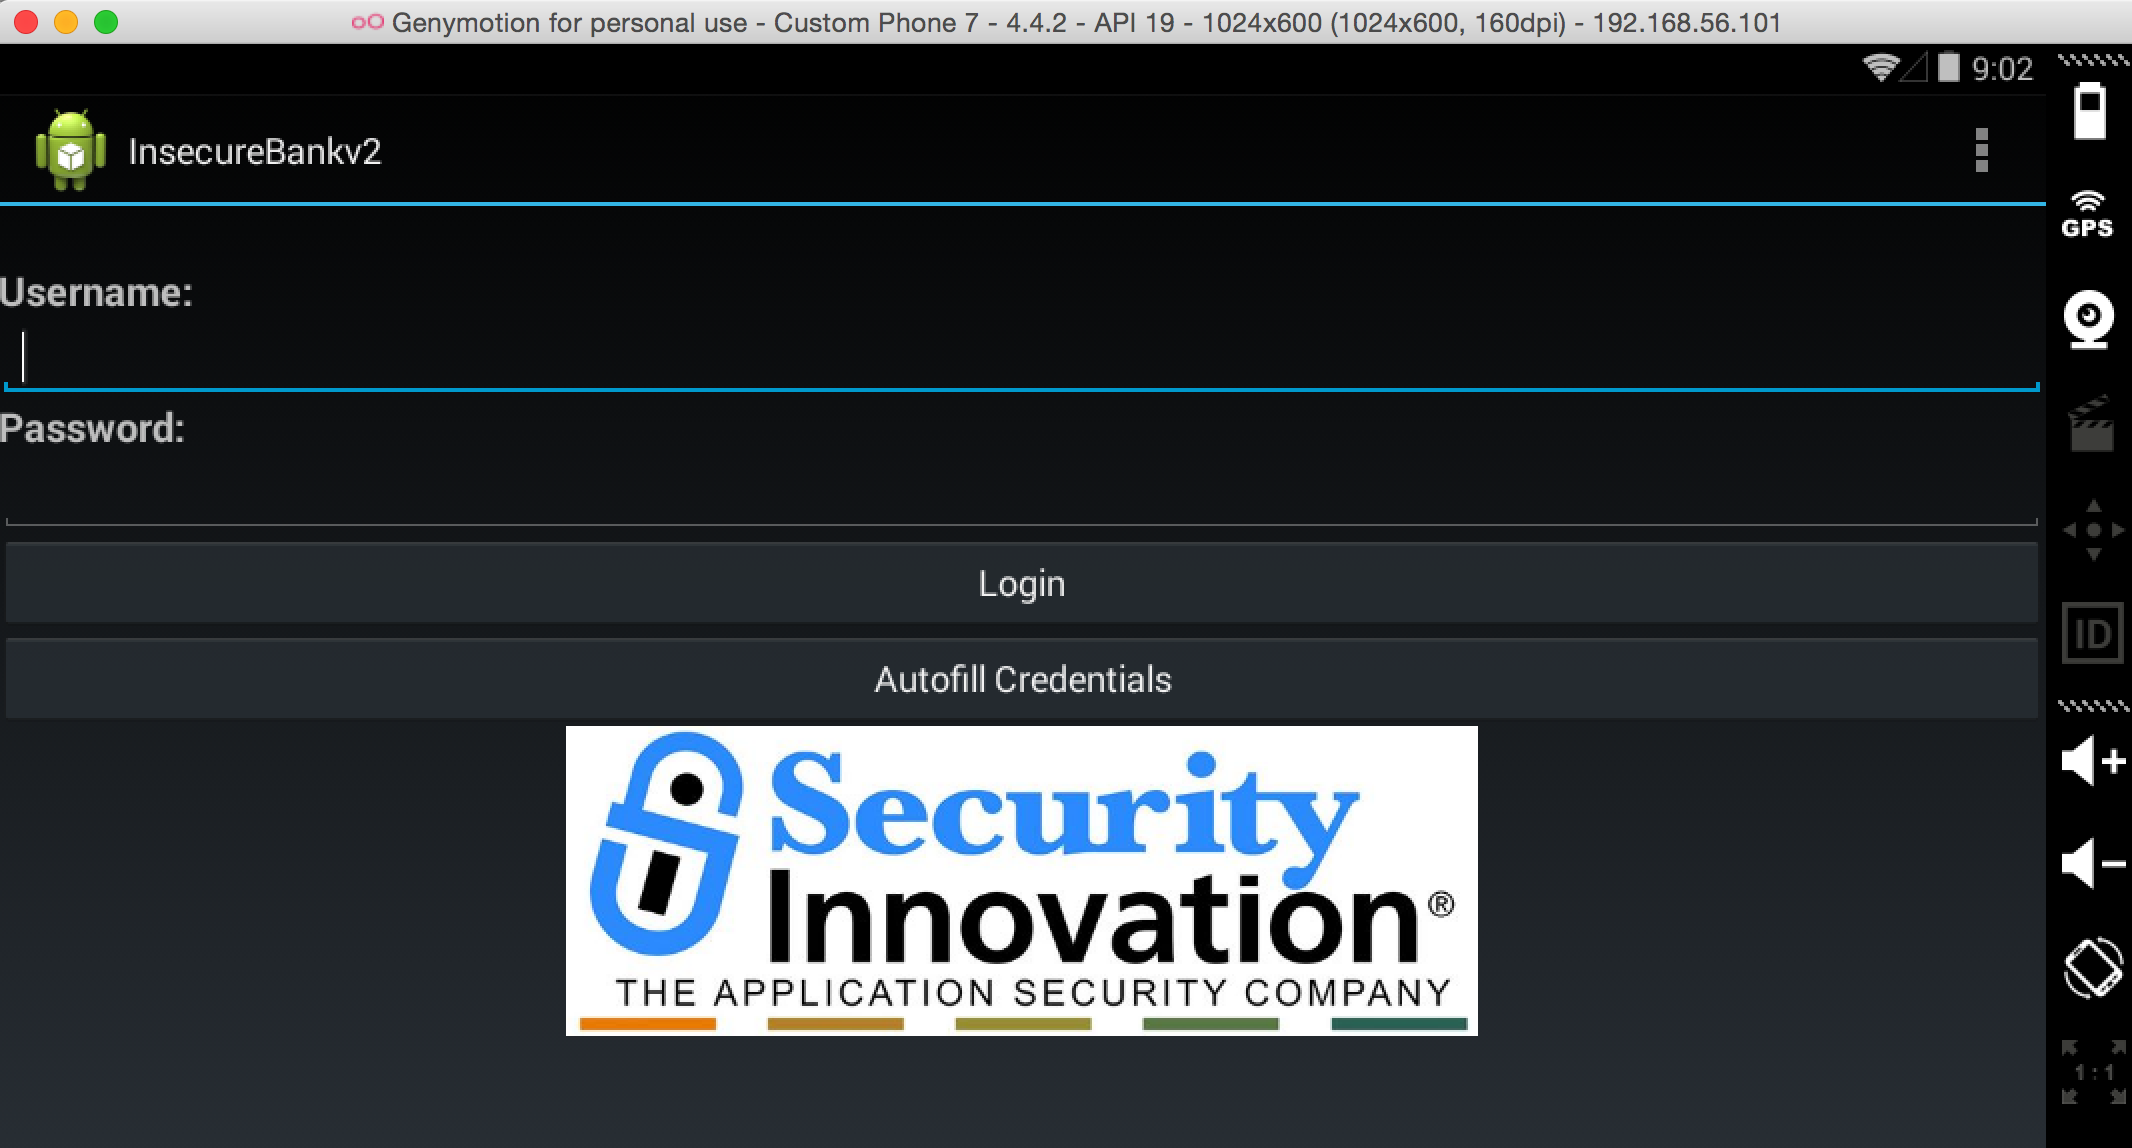 Genymotion for personal use - Custom Phone 7 - 4.4.2 - API 19 - 1024x600 (1024x600, 160dpi) - 192.168.56.101
9:02
InsecureBankv2
GPS
Username:
Password:
Login
ID
Autofill Credentials
Security
Innovation®
THE APPLICATION SECURITY COMPANY
1:1